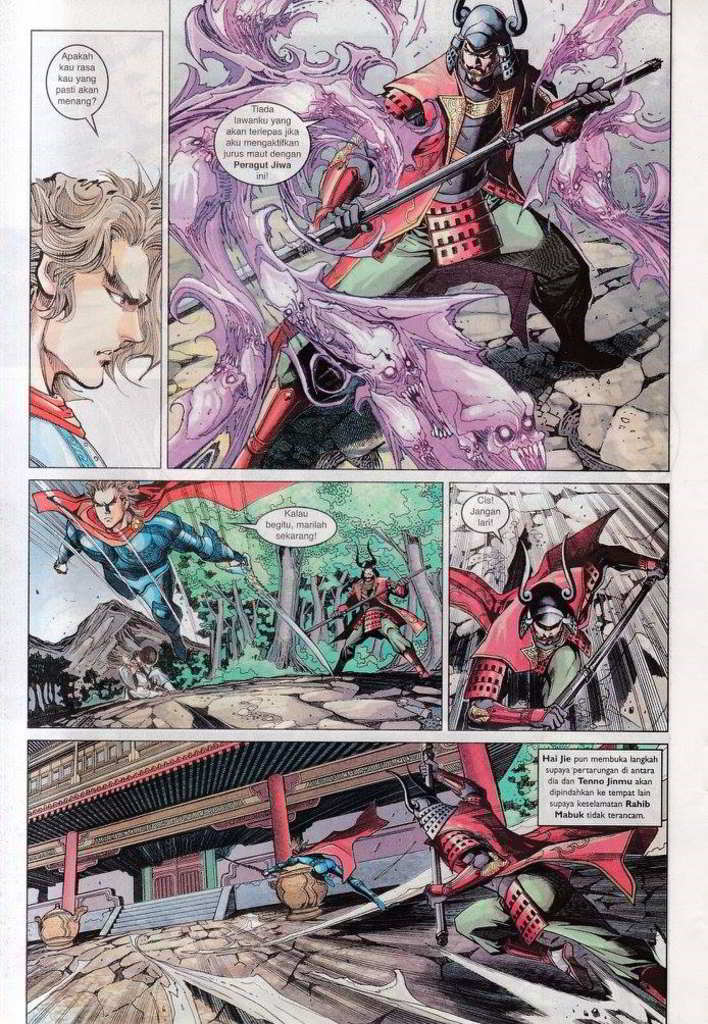 Apakah
kau rasa
kau yang
pasti akan
menang?
Tiada
lawanku yang
akan terlepas jika
aku mengaktifkan
jurus maut dengan
Peragut Jiwa
ini!
Kalau
begitu, marilah
sekarang!
Cis!
Jangan
lari!
Hai Jie pun membuka langkah
supaya pertarungan di antara
dia dan Tenno Jinmu akan
dipindahkan ke tempat lain
supaya keselamatan Rahib
Mabuk tidak terancam.